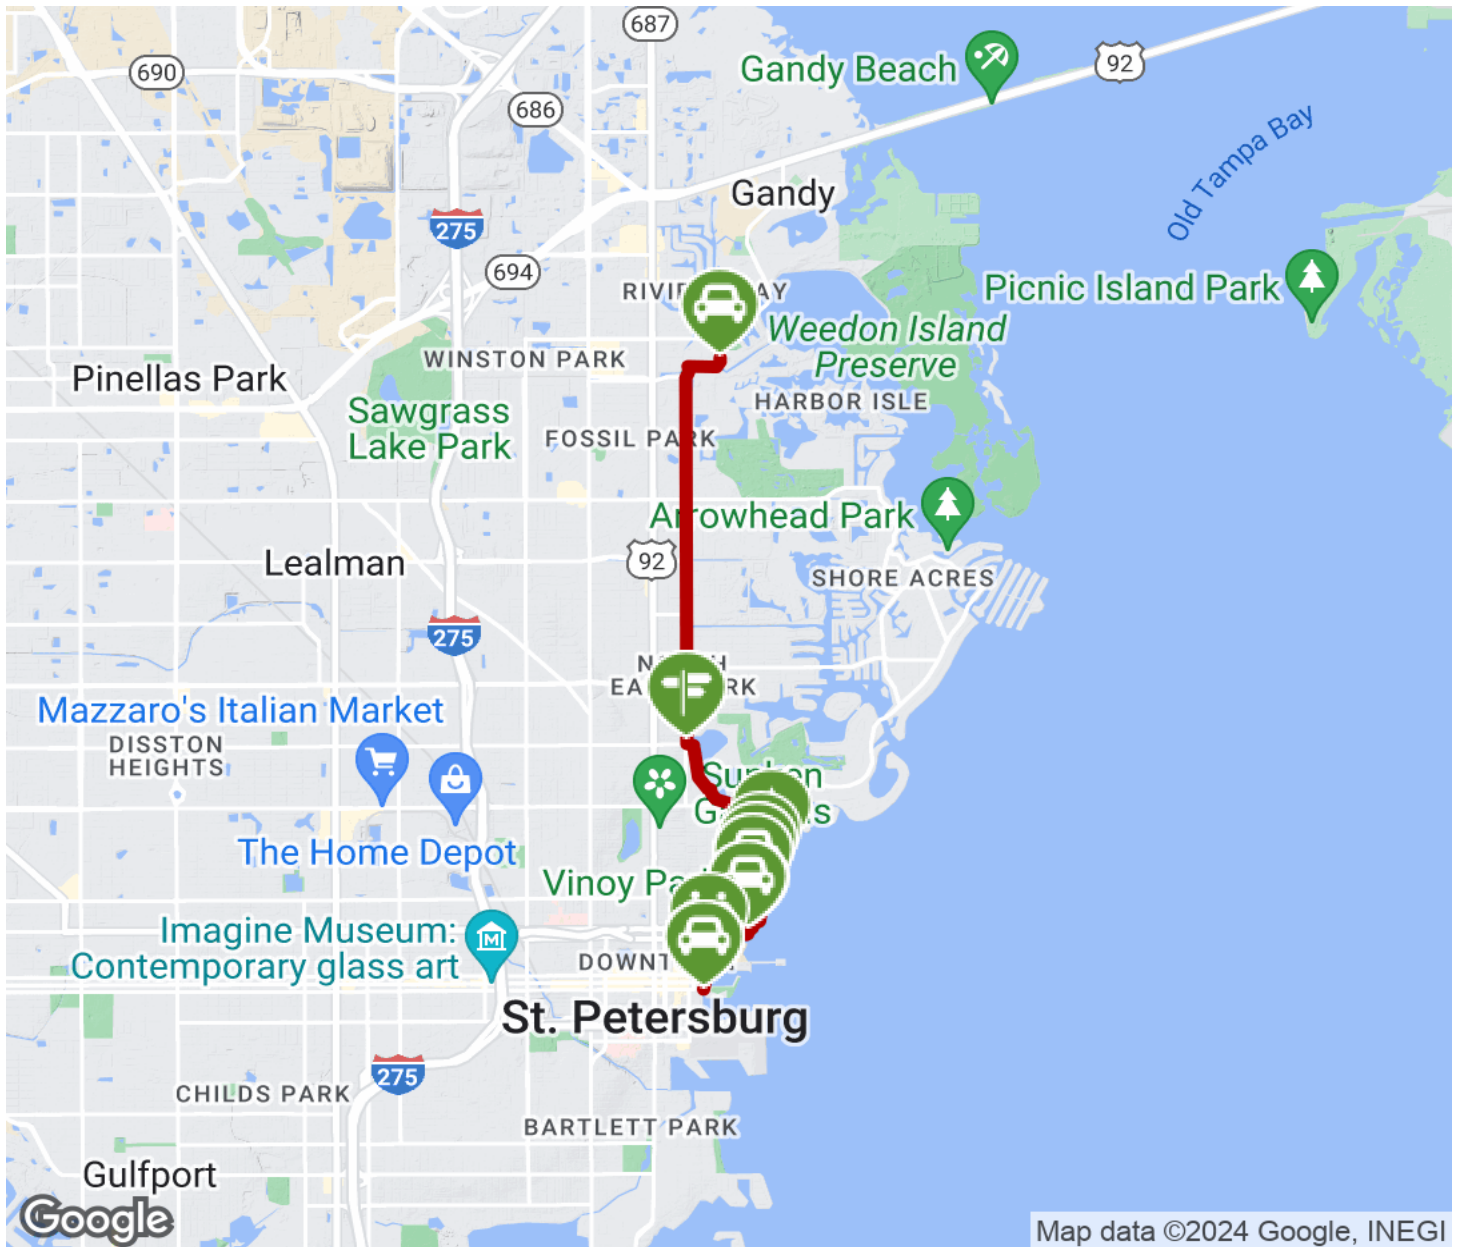 687
690
Gandy Beach
92
686
Old Tampa Bay
Gandy
275
694
Picnic Island Park
Weedon Island
Preserve
WINSTON PARK
Pinellas Park
HARBOR ISLE
Sawgrass
Lake Park
FOSSIL PARK
Arrowhead Park
92
Lealman
SHORE ACRES
275
Mazzaro's Italian Market
DISSTON
HEIGHTS
The Home Depot
Vinoy Pa
Imagine Museum:
Contemporary glass art
DOWNT
St. Petersburg
275
CHILDS PARK
BARTLETT PARK
Gulfport
Google
Map data ©2024 Google, INEGI